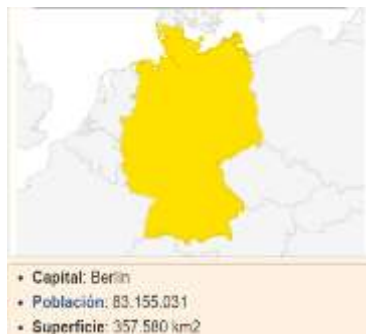 • Capital: Berlin
• Población: 83.155.031
• Superficie: 357.580 km2